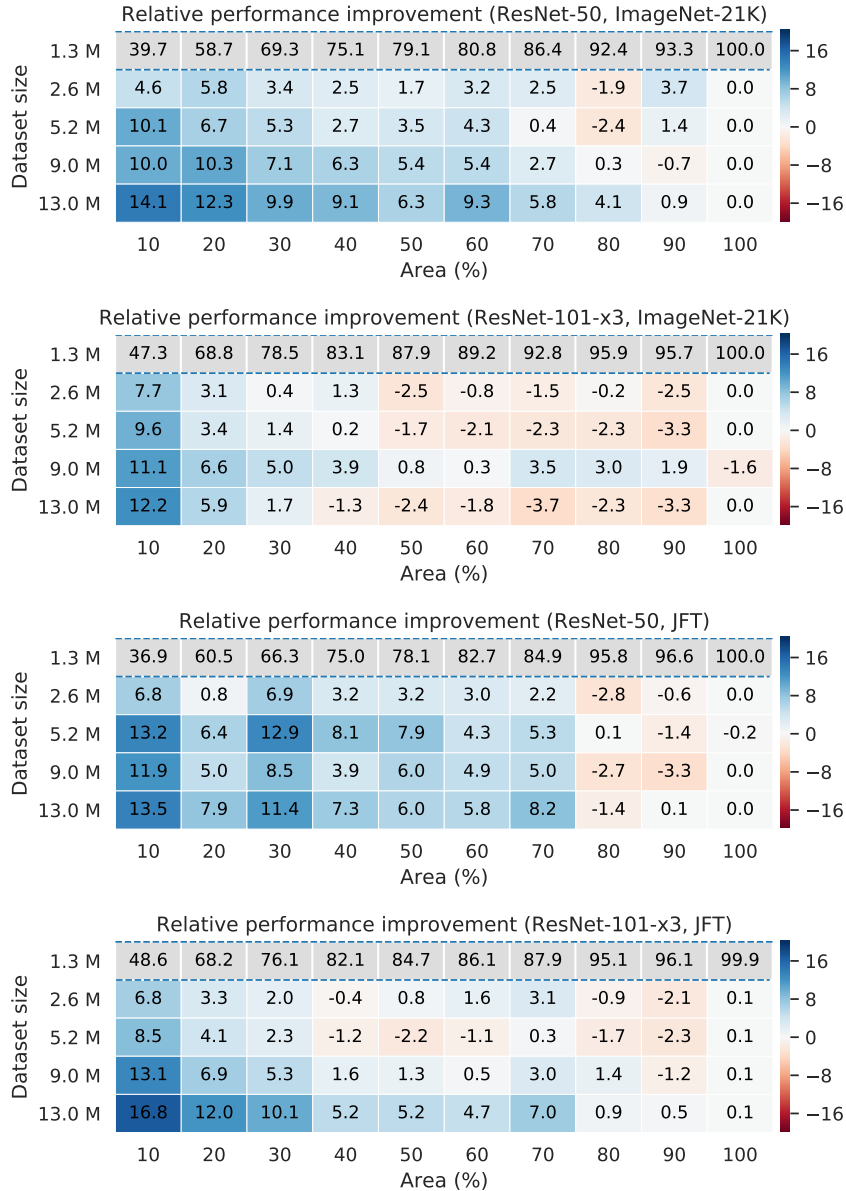 Relative performance improvement (ResNet-50, ImageNet-21K)
Dataset size
1.3 M 39.7 58.7 69.3 75.1 79.1 80.8 86.4 92.4 93.3 100.0
2.6 M 4.6 5.8 3.4 2.5 1.7 3.2 2.5 -1.9 3.7 0.0
5.2 M 10.1 6.7 5.3 2.7 3.5 4.3 0.4 -2.4 1.4 0.0
9.0 M 10.0 10.3 7.1 6.3 5.4 5.4 2.7 0.3 -0.7 0.0
13.0 M 14.1 12.3 9.9 9.1 6.3 9.3 5.8 4.1 0.9 0.0
10 20 30 40 50 60 70 80 90 100
Area (%)
16
8
0
−8
−16
Relative performance improvement (ResNet-101-x3, ImageNet-21K)
Dataset size
1.3 M 47.3 68.8 78.5 83.1 87.9 89.2 92.8 95.9 95.7 100.0
2.6 M 7.7 3.1 0.4 1.3 -2.5 -0.8 -1.5 -0.2 -2.5 0.0
5.2 M 9.6 3.4 1.4 0.2 -1.7 -2.1 -2.3 -2.3 -3.3 0.0
9.0 M 11.1 6.6 5.0 3.9 0.8 0.3 3.5 3.0 1.9 -1.6
13.0 M 12.2 5.9 1.7 -1.3 -2.4 -1.8 -3.7 -2.3 -3.3 0.0
10 20 30 40 50 60 70 80 90 100
Area (%)
16
8
0
−8
−16
Relative performance improvement (ResNet-50, JFT)
Dataset size
1.3 M 36.9 60.5 66.3 75.0 78.1 82.7 84.9 95.8 96.6 100.0
2.6 M 6.8 0.8 6.9 3.2 3.2 3.0 2.2 -2.8 -0.6 0.0
5.2 M 13.2 6.4 12.9 8.1 7.9 4.3 5.3 0.1 -1.4 -0.2
9.0 M 11.9 5.0 8.5 3.9 6.0 4.9 5.0 -2.7 -3.3 0.0
13.0 M 13.5 7.9 11.4 7.3 6.0 5.8 8.2 -1.4 0.1 0.0
10 20 30 40 50 60 70 80 90 100
Area (%)
16
8
0
−8
−16
Relative performance improvement (ResNet-101-x3, JFT)
Dataset size
1.3 M 48.6 68.2 76.1 82.1 84.7 86.1 87.9 95.1 96.1 99.9
2.6 M 6.8 3.3 2.0 -0.4 0.8 1.6 3.1 -0.9 -2.1 0.1
5.2 M 8.5 4.1 2.3 -1.2 -2.2 -1.1 0.3 -1.7 -2.3 0.1
9.0 M 13.1 6.9 5.3 1.6 1.3 0.5 3.0 1.4 -1.2 0.1
13.0 M 16.8 12.0 10.1 5.2 5.2 4.7 7.0 0.9 0.5 0.1
10 20 30 40 50 60 70 80 90 100
Area (%)
16
8
0
−8
−16